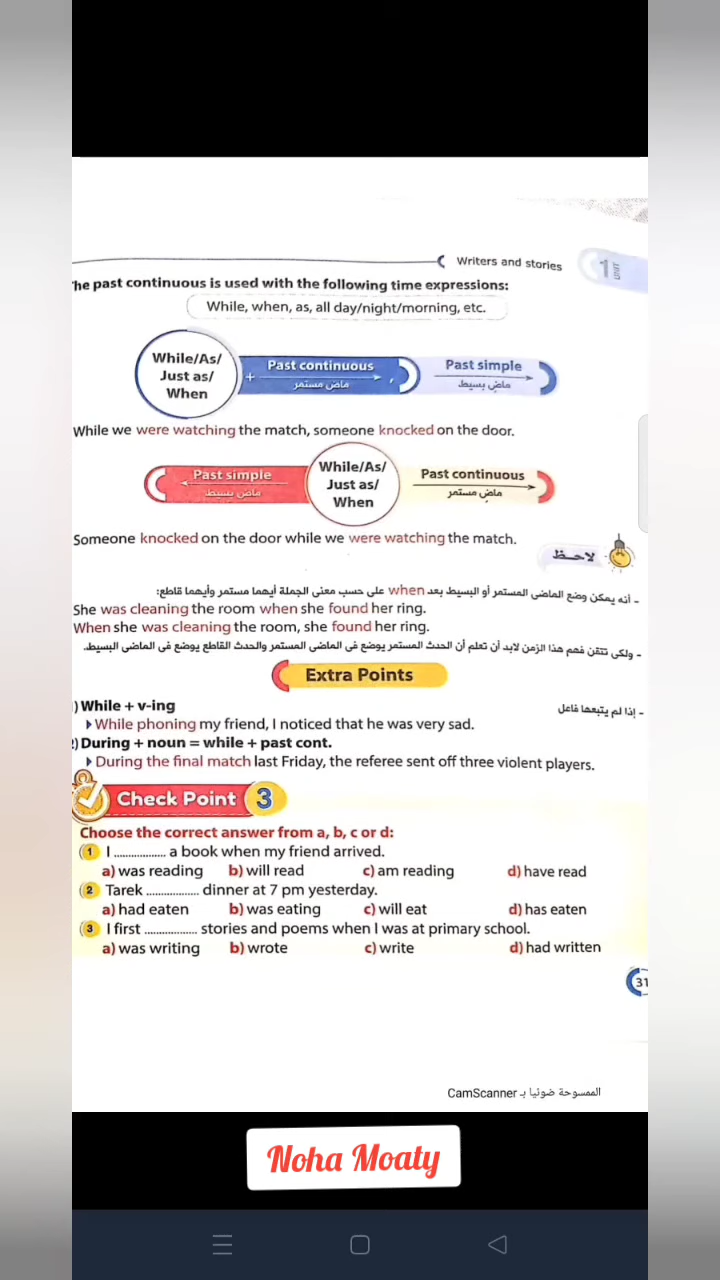 Writers and stories
UNIT
he past continuous is used with the following time expressions:
While, when, as, all day/night/morning, etc.
While/As/
Just as/
When
+
Past continuous
ماض مستمر
,
Past simple
ماض بسيط
While we were watching the match, someone knocked on the door.
Past simple
ماض بسيط
While/As/
Just as/
When
Past continuous
ماض مستمر
Someone knocked on the door while we were watching the match.
لاحظ
- أنه يمكن وضع الماضى المستمر أو البسيط بعد when على حسب معنى الجملة أيهما مستمر وأيهما قاطع:
She was cleaning the room when she found her ring.
When she was cleaning the room, she found her ring.
- ولكى تتقن فهم هذا الزمن لابد أن تعلم أن الحدث المستمر يوضع فى الماضى المستمر والحدث القاطع يوضع فى الماضى البسيط.
Extra Points
) While + v-ing
- إذا لم يتبعها فاعل
While phoning my friend, I noticed that he was very sad.
) During + noun = while + past cont.
During the final match last Friday, the referee sent off three violent players.
Check Point 3
Choose the correct answer from a, b, c or d:
1 I ................. a book when my friend arrived.
a) was reading b) will read c) am reading d) have read
2 Tarek ................. dinner at 7 pm yesterday.
a) had eaten b) was eating c) will eat d) has eaten
3 I first ................. stories and poems when I was at primary school.
a) was writing b) wrote c) write d) had written
31
الممسوحة ضوئيا بـ CamScanner
Noha Moaty